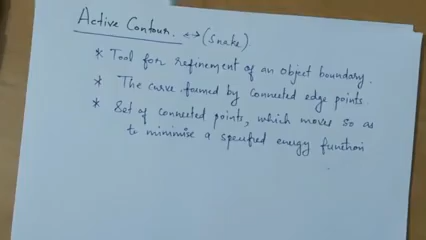 Active Contour. → (Snake)
* Tool for refinement of an object boundary.
* The curve formed by connected edge points
* Set of connected points, which moves so as
to minimise a specified energy function